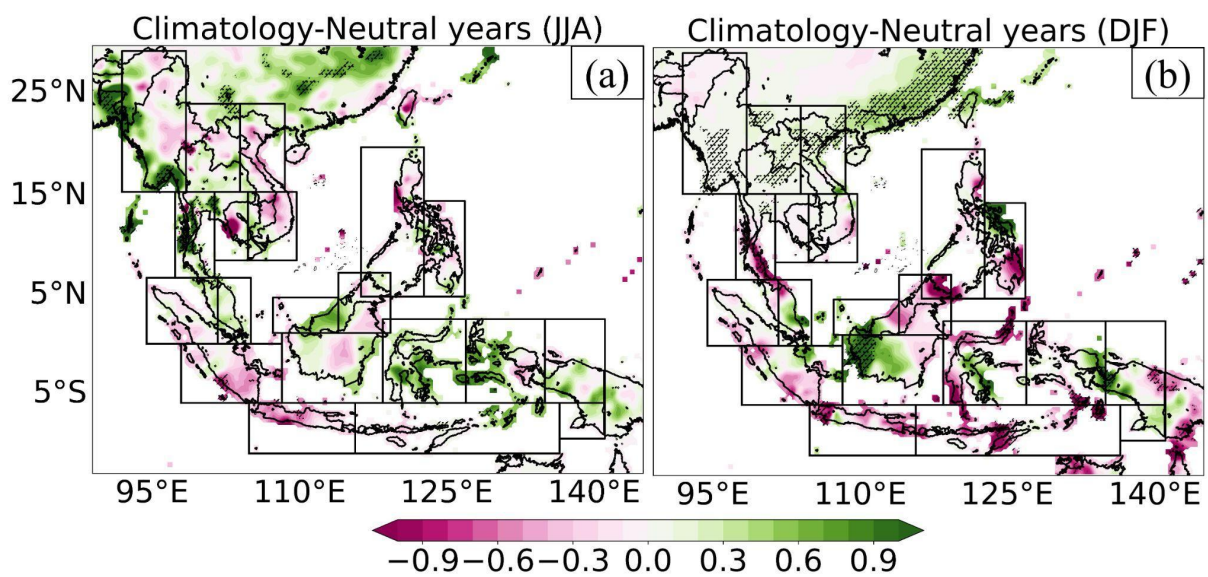 Climatology-Neutral years (JJA)
Climatology-Neutral years (DJF)
(a)
(b)
25°N
15°N
5°N
5°S
95°E 110°E 125°E 140°E
95°E 110°E 125°E 140°E
−0.9 −0.6 −0.3 0.0 0.3 0.6 0.9